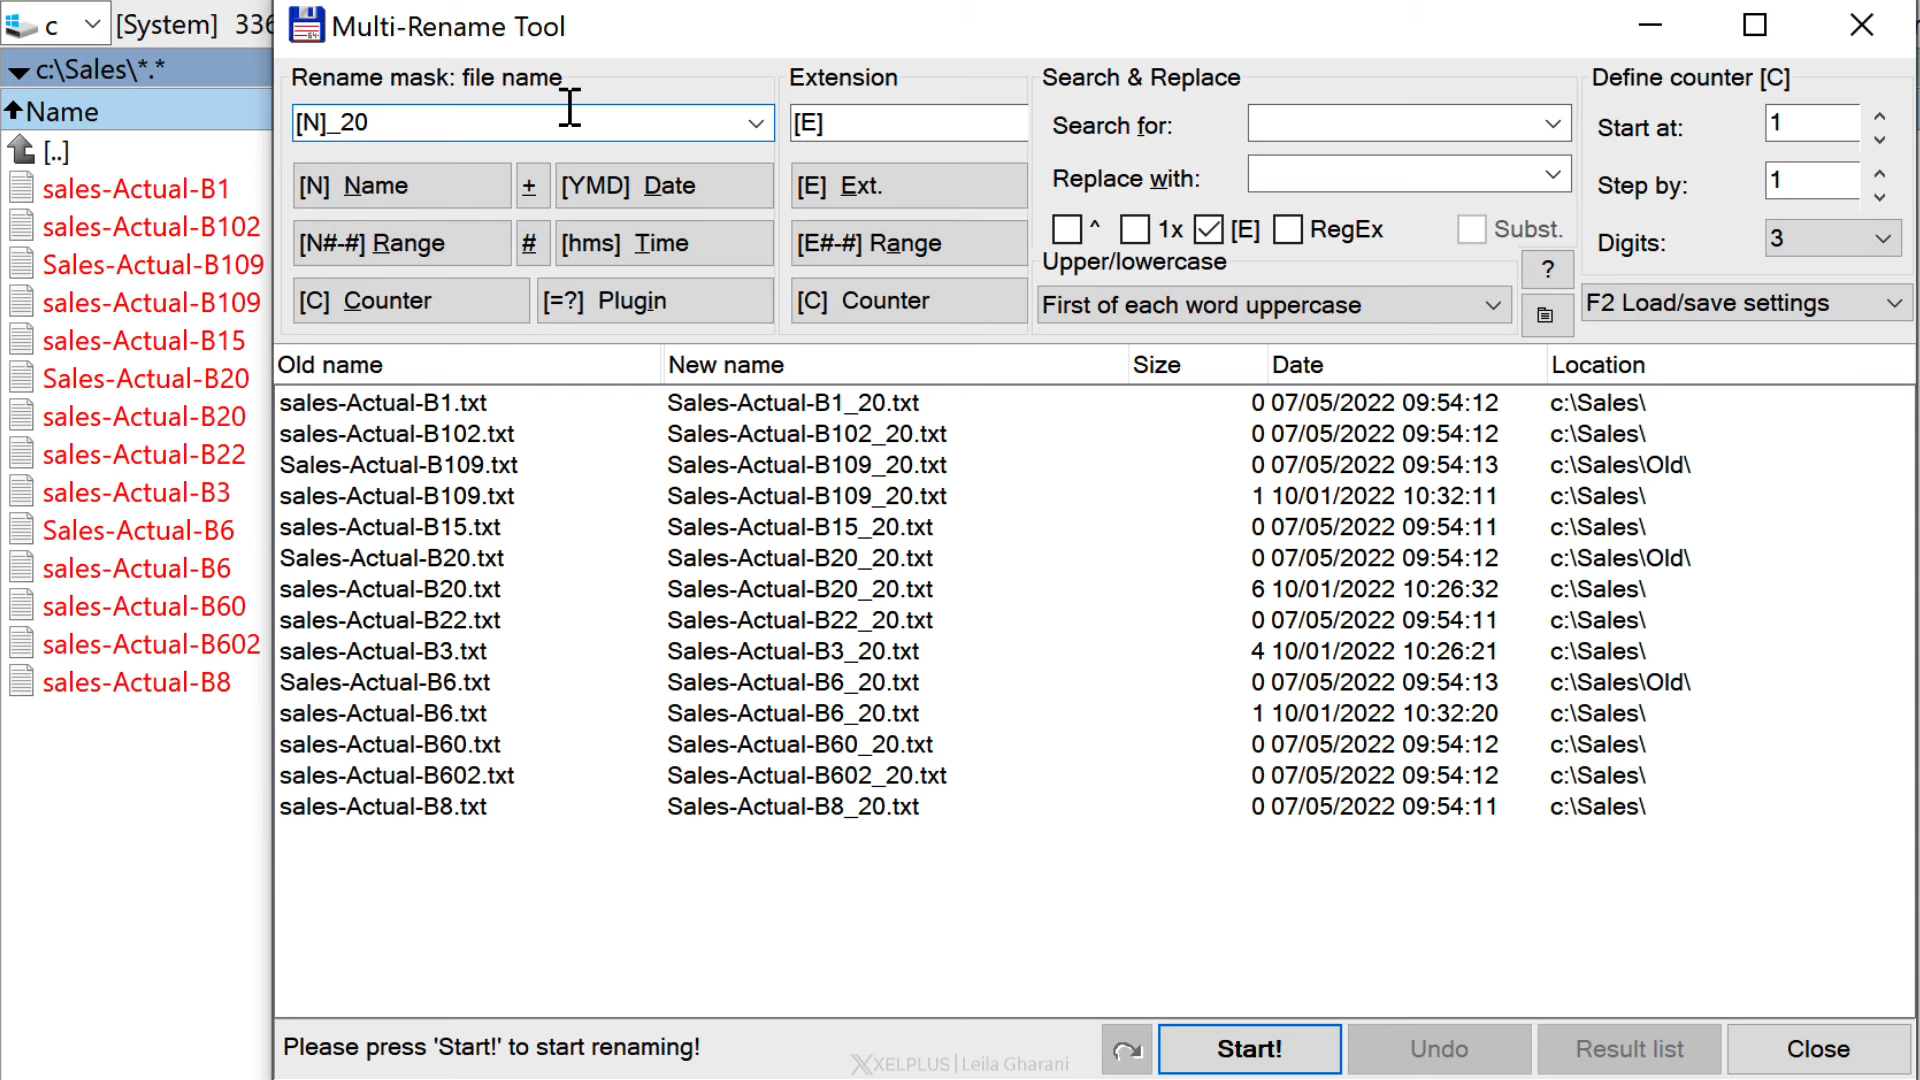 c [System] 336
c:\Sales\*.*
Name
[..]
sales-Actual-B1
sales-Actual-B102
Sales-Actual-B109
sales-Actual-B109
sales-Actual-B15
Sales-Actual-B20
sales-Actual-B20
sales-Actual-B22
sales-Actual-B3
Sales-Actual-B6
sales-Actual-B6
sales-Actual-B60
sales-Actual-B602
sales-Actual-B8
Multi-Rename Tool
Rename mask: file name
[N]_20
[N] Name + [YMD] Date
[N#-#] Range # [hms] Time
[C] Counter [=?] Plugin
Extension
[E]
[E] Ext.
[E#-#] Range
[C] Counter
Search & Replace
Search for:
Replace with:
^ 1x [E] RegEx Subst.
Upper/lowercase
First of each word uppercase
?
Define counter [C]
Start at: 1
Step by: 1
Digits: 3
F2 Load/save settings
Old name New name Size Date Location
sales-Actual-B1.txt Sales-Actual-B1_20.txt 0 07/05/2022 09:54:12 c:\Sales\
sales-Actual-B102.txt Sales-Actual-B102_20.txt 0 07/05/2022 09:54:12 c:\Sales\
Sales-Actual-B109.txt Sales-Actual-B109_20.txt 0 07/05/2022 09:54:13 c:\Sales\Old\
sales-Actual-B109.txt Sales-Actual-B109_20.txt 1 10/01/2022 10:32:11 c:\Sales\
sales-Actual-B15.txt Sales-Actual-B15_20.txt 0 07/05/2022 09:54:11 c:\Sales\
Sales-Actual-B20.txt Sales-Actual-B20_20.txt 0 07/05/2022 09:54:12 c:\Sales\Old\
sales-Actual-B20.txt Sales-Actual-B20_20.txt 6 10/01/2022 10:26:32 c:\Sales\
sales-Actual-B22.txt Sales-Actual-B22_20.txt 0 07/05/2022 09:54:11 c:\Sales\
sales-Actual-B3.txt Sales-Actual-B3_20.txt 4 10/01/2022 10:26:21 c:\Sales\
Sales-Actual-B6.txt Sales-Actual-B6_20.txt 0 07/05/2022 09:54:13 c:\Sales\Old\
sales-Actual-B6.txt Sales-Actual-B6_20.txt 1 10/01/2022 10:32:20 c:\Sales\
sales-Actual-B60.txt Sales-Actual-B60_20.txt 0 07/05/2022 09:54:12 c:\Sales\
sales-Actual-B602.txt Sales-Actual-B602_20.txt 0 07/05/2022 09:54:12 c:\Sales\
sales-Actual-B8.txt Sales-Actual-B8_20.txt 0 07/05/2022 09:54:11 c:\Sales\
Please press 'Start!' to start renaming!
XELPLUS | Leila Gharani
Start! Undo Result list Close